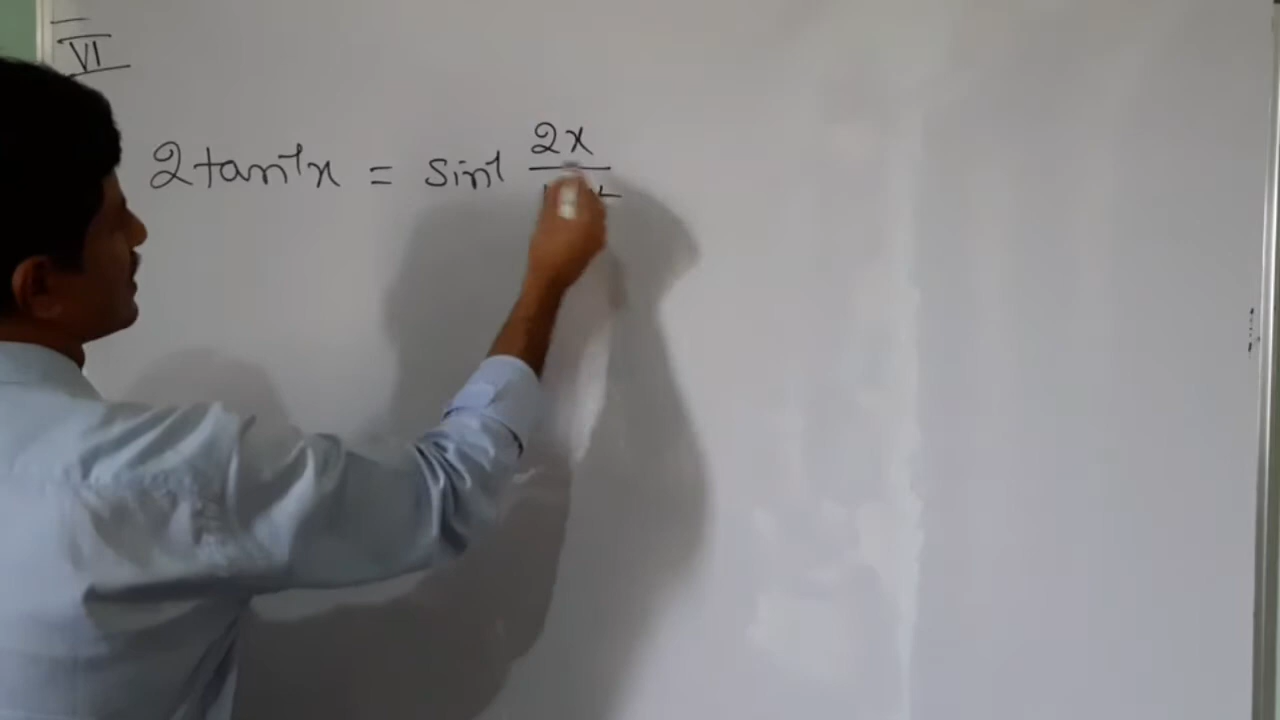 VI
2tan⁻¹x = sin⁻¹ 2x